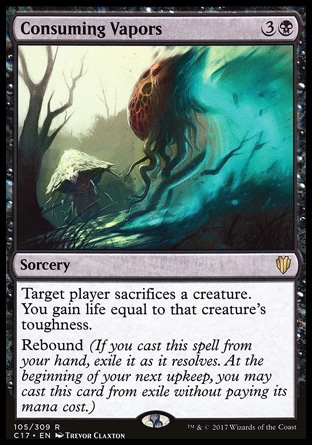 Consuming Vapors 3
Sorcery
Target player sacrifices a creature.
You gain life equal to that creature's
toughness.
Rebound (If you cast this spell from
your hand, exile it as it resolves. At the
beginning of your next upkeep, you may
cast this card from exile without paying its
mana cost.)
105/309 R
C17 • EN Trevor Claxton
™ & © 2017 Wizards of the Coast